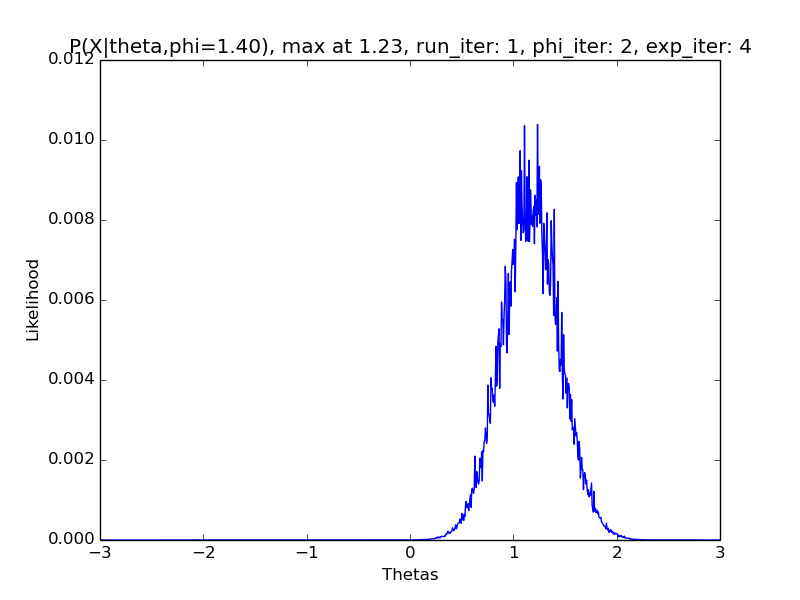 P(X|theta,phi=1.40), max at 1.23, run_iter: 1, phi_iter: 2, exp_iter: 4
0.012
0.010
0.008
0.006
0.004
0.002
0.000
Likelihood
−3 −2 −1 0 1 2 3
Thetas